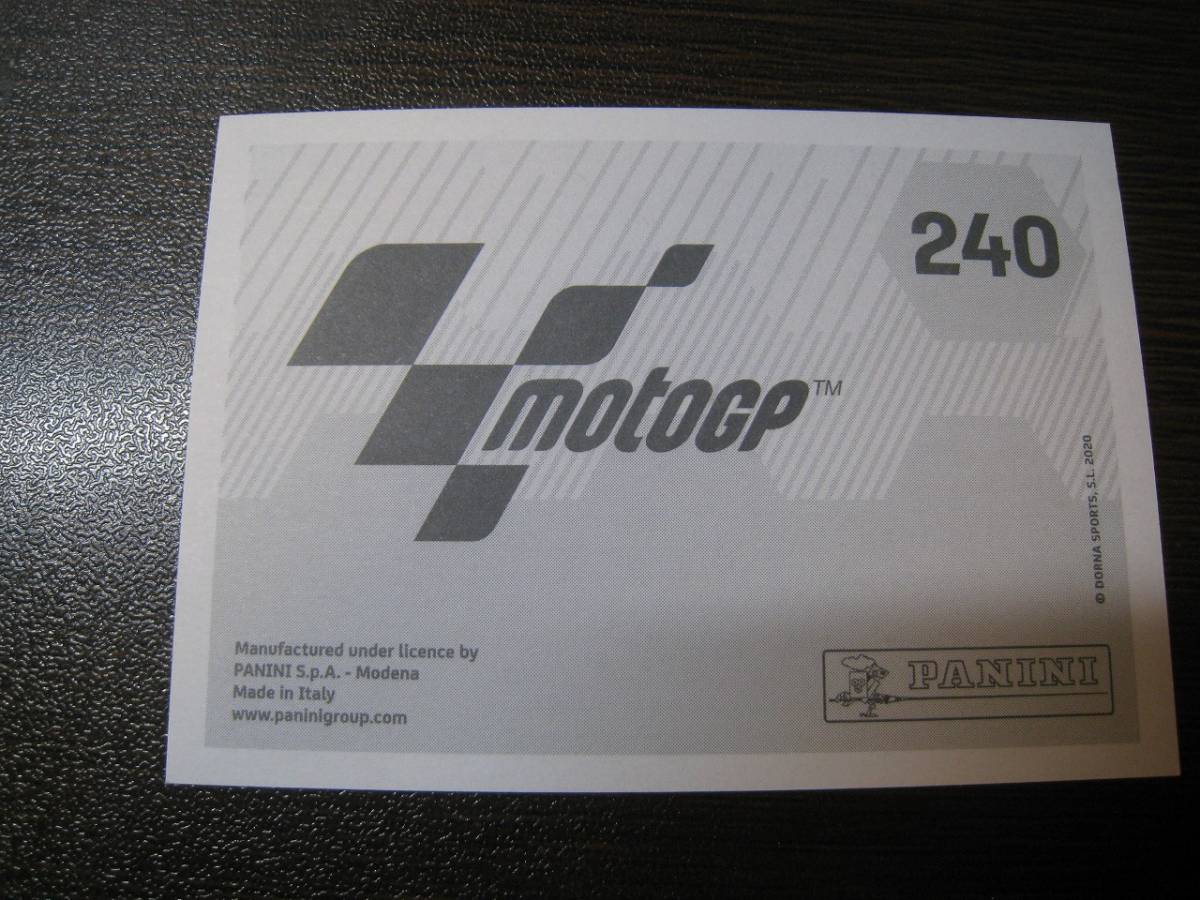 240
motoGP™
© DORNA SPORTS, S.L. 2020
Manufactured under licence by
PANINI S.p.A. - Modena
Made in Italy
www.paninigroup.com
PANINI